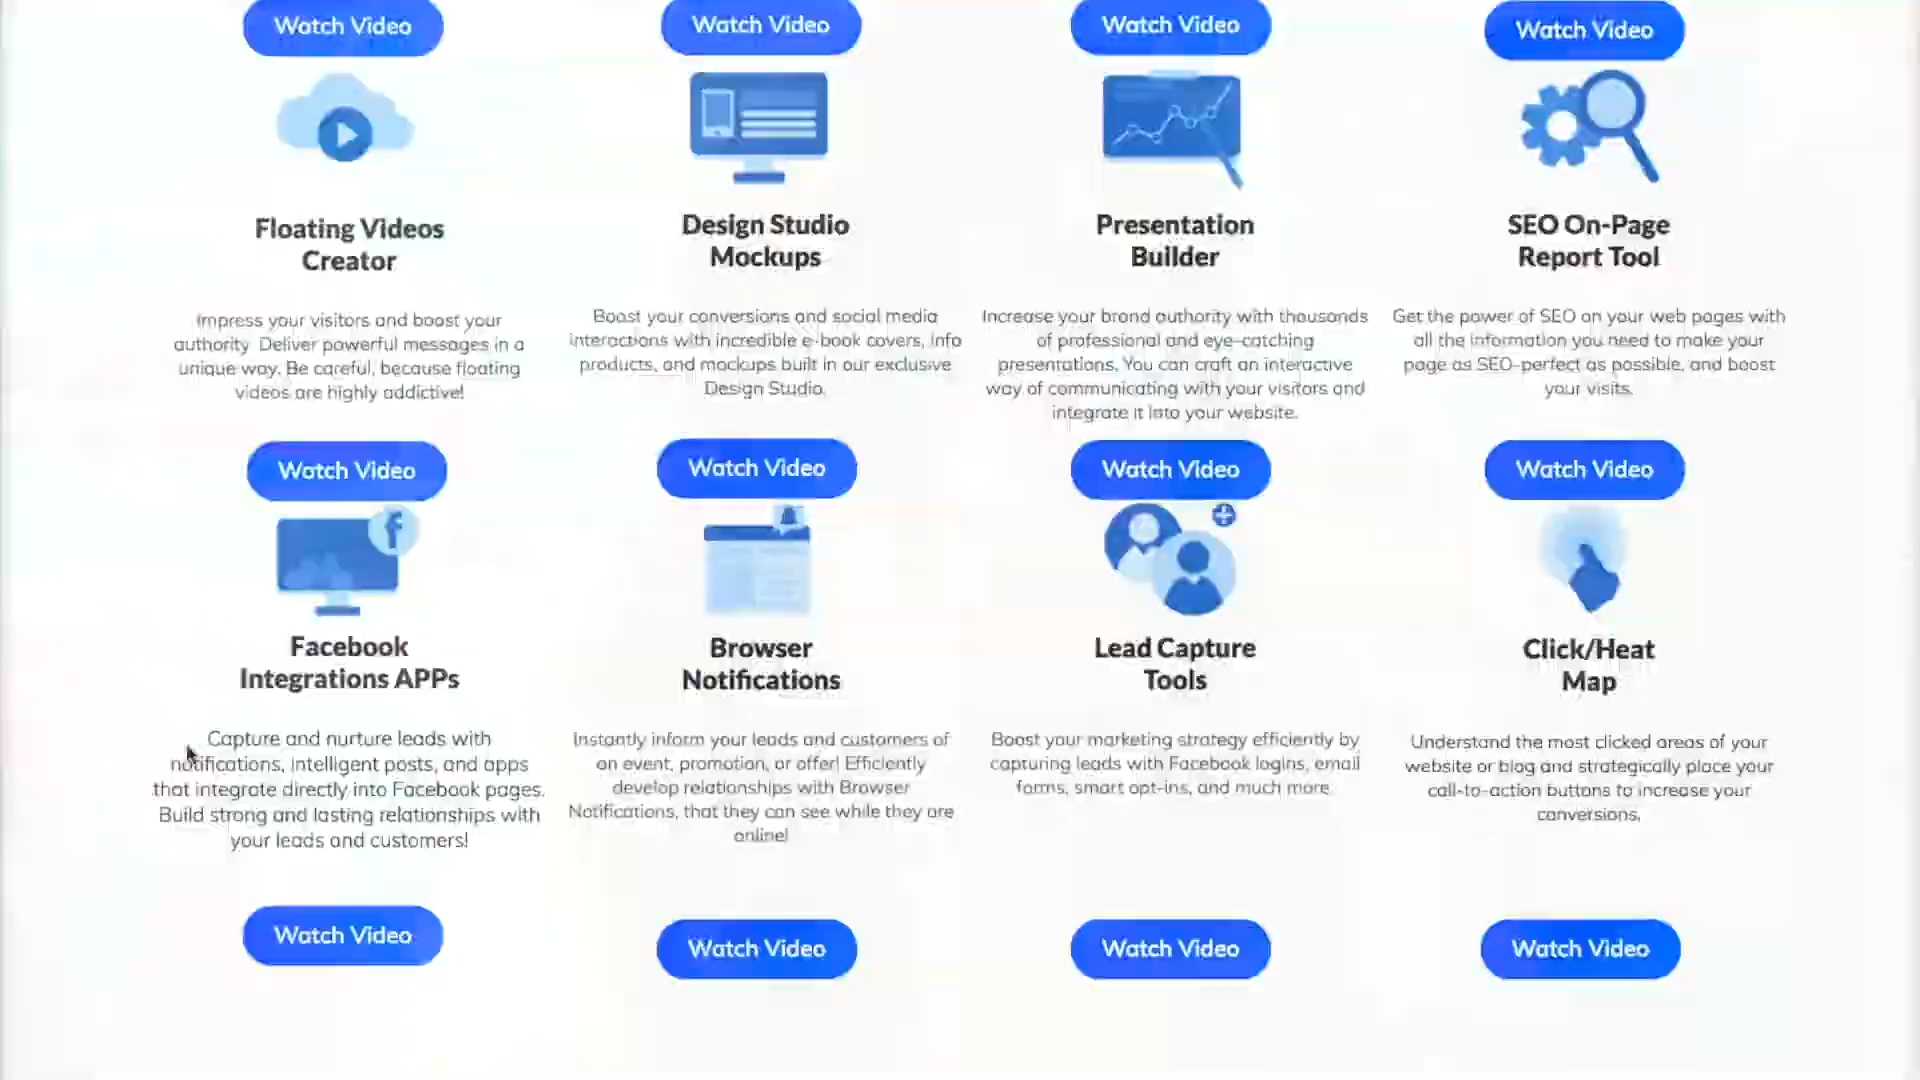 Watch Video
Watch Video
Watch Video
Watch Video
Floating Videos
Creator
Impress your visitors and boost your
authority. Deliver powerful messages in a
unique way. Be careful, because floating
videos are highly addictive!
Watch Video
Design Studio
Mockups
Boost your conversions and social media
interactions with incredible e-book covers, info
products, and mockups built in our exclusive
Design Studio.
Watch Video
Presentation
Builder
Increase your brand authority with thousands
of professional and eye-catching
presentations. You can craft an interactive
way of communicating with your visitors and
integrate it into your website.
Watch Video
SEO On-Page
Report Tool
Get the power of SEO on your web pages with
all the information you need to make your
page as SEO-perfect as possible, and boost
your visits.
Watch Video
f
Facebook
Integrations APPs
Capture and nurture leads with
notifications, intelligent posts, and apps
that integrate directly into Facebook pages.
Build strong and lasting relationships with
your leads and customers!
Watch Video
Browser
Notifications
Instantly inform your leads and customers of
an event, promotion, or offer! Efficiently
develop relationships with Browser
Notifications, that they can see while they are
online!
Watch Video
Lead Capture
Tools
Boost your marketing strategy efficiently by
capturing leads with Facebook logins, email
forms, smart opt-ins, and much more.
Watch Video
Click/Heat
Map
Understand the most clicked areas of your
website or blog and strategically place your
call-to-action buttons to increase your
conversions.
Watch Video